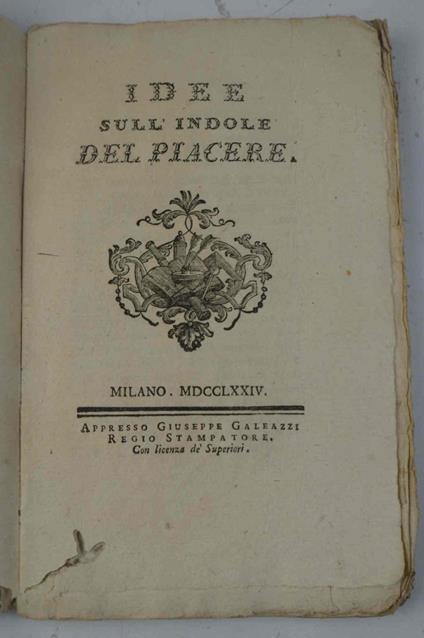 IDEE
SULL' INDOLE
DEL PIACERE.
MILANO. MDCCLXXIV.
APPRESSO GIUSEPPE GALEAZZI
REGIO STAMPATORE.
Con licenza de' Superiori.